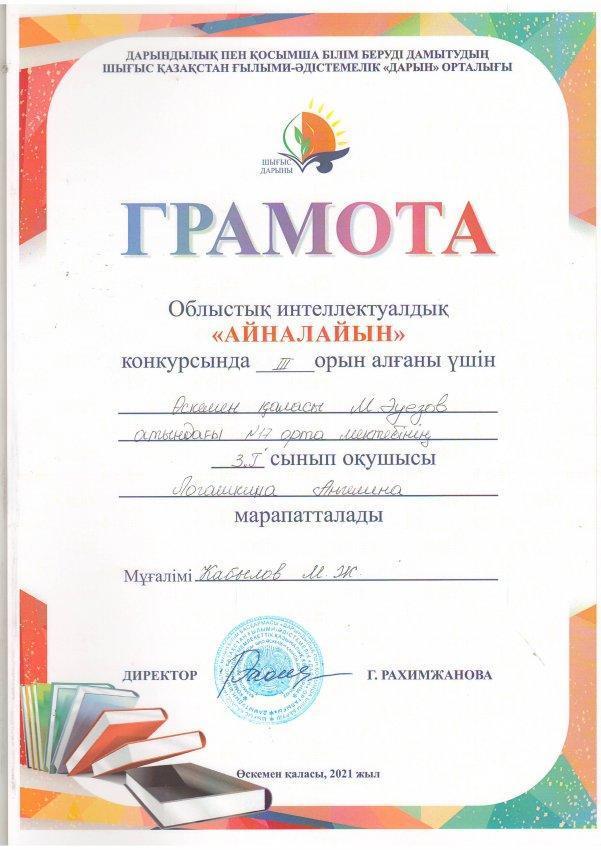 ДАРЫНДЫЛЫҚ ПЕН ҚОСЫМША БІЛІМ БЕРУДІ ДАМЫТУДЫҢ
ШЫҒЫС ҚАЗАҚСТАН ҒЫЛЫМИ-ӘДІСТЕМЕЛІК «ДАРЫН» ОРТАЛЫҒЫ
ШЫҒЫС
ДАРЫНЫ
ГРАМОТА
Облыстық интеллектуалдық
«АЙНАЛАЙЫН»
конкурсында III орын алғаны үшін
Өскемен қаласы М. Әуезов
атындағы №17 орта мектебінің
3 "Г" сынып оқушысы
Логашкина Ангелина
марапатталады
Мұғалімі Кабылов М. Ж.
ДИРЕКТОР Г. РАХИМЖАНОВА
Өскемен қаласы, 2021 жыл